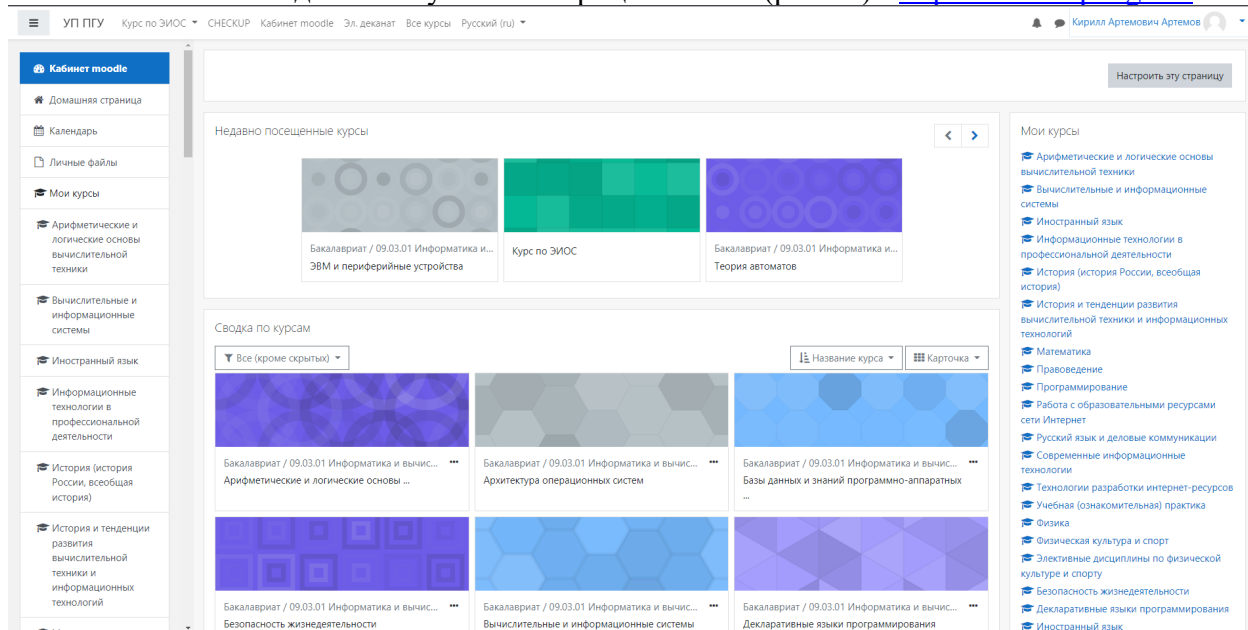 УП ПГУ Курс по ЭИОС CHECKUP Кабинет moodle Эл. деканат Все курсы Русский (ru) Кирилл Артемович Артемов
Кабинет moodle
Домашняя страница
Календарь
Личные файлы
Мои курсы
Арифметические и
логические основы
вычислительной
техники
Вычислительные и
информационные
системы
Иностранный язык
Информационные
технологии в
профессиональной
деятельности
История (история
России, всеобщая
история)
История и тенденции
развития
вычислительной
техники и
информационных
технологий
Настроить эту страницу
Недавно посещенные курсы
Бакалавриат / 09.03.01 Информатика и...
ЭВМ и периферийные устройства
Курс по ЭИОС
Бакалавриат / 09.03.01 Информатика и...
Теория автоматов
Сводка по курсам
Все (кроме скрытых)
Название курса
Карточка
Бакалавриат / 09.03.01 Информатика и вычис...
Арифметические и логические основы ...
Бакалавриат / 09.03.01 Информатика и вычис...
Архитектура операционных систем
Бакалавриат / 09.03.01 Информатика и вычис...
Базы данных и знаний программно-аппаратных
...
Бакалавриат / 09.03.01 Информатика и вычис...
Безопасность жизнедеятельности
Бакалавриат / 09.03.01 Информатика и вычис...
Вычислительные и информационные системы
Бакалавриат / 09.03.01 Информатика и вычис...
Декларативные языки программирования
Мои курсы
Арифметические и логические основы
вычислительной техники
Вычислительные и информационные
системы
Иностранный язык
Информационные технологии в
профессиональной деятельности
История (история России, всеобщая
история)
История и тенденции развития
вычислительной техники и информационных
технологий
Математика
Правоведение
Программирование
Работа с образовательными ресурсами
сети Интернет
Русский язык и деловые коммуникации
Современные информационные
технологии
Технологии разработки интернет-ресурсов
Учебная (ознакомительная) практика
Физика
Физическая культура и спорт
Элективные дисциплины по физической
культуре и спорту
Безопасность жизнедеятельности
Декларативные языки программирования
Иностранный язык